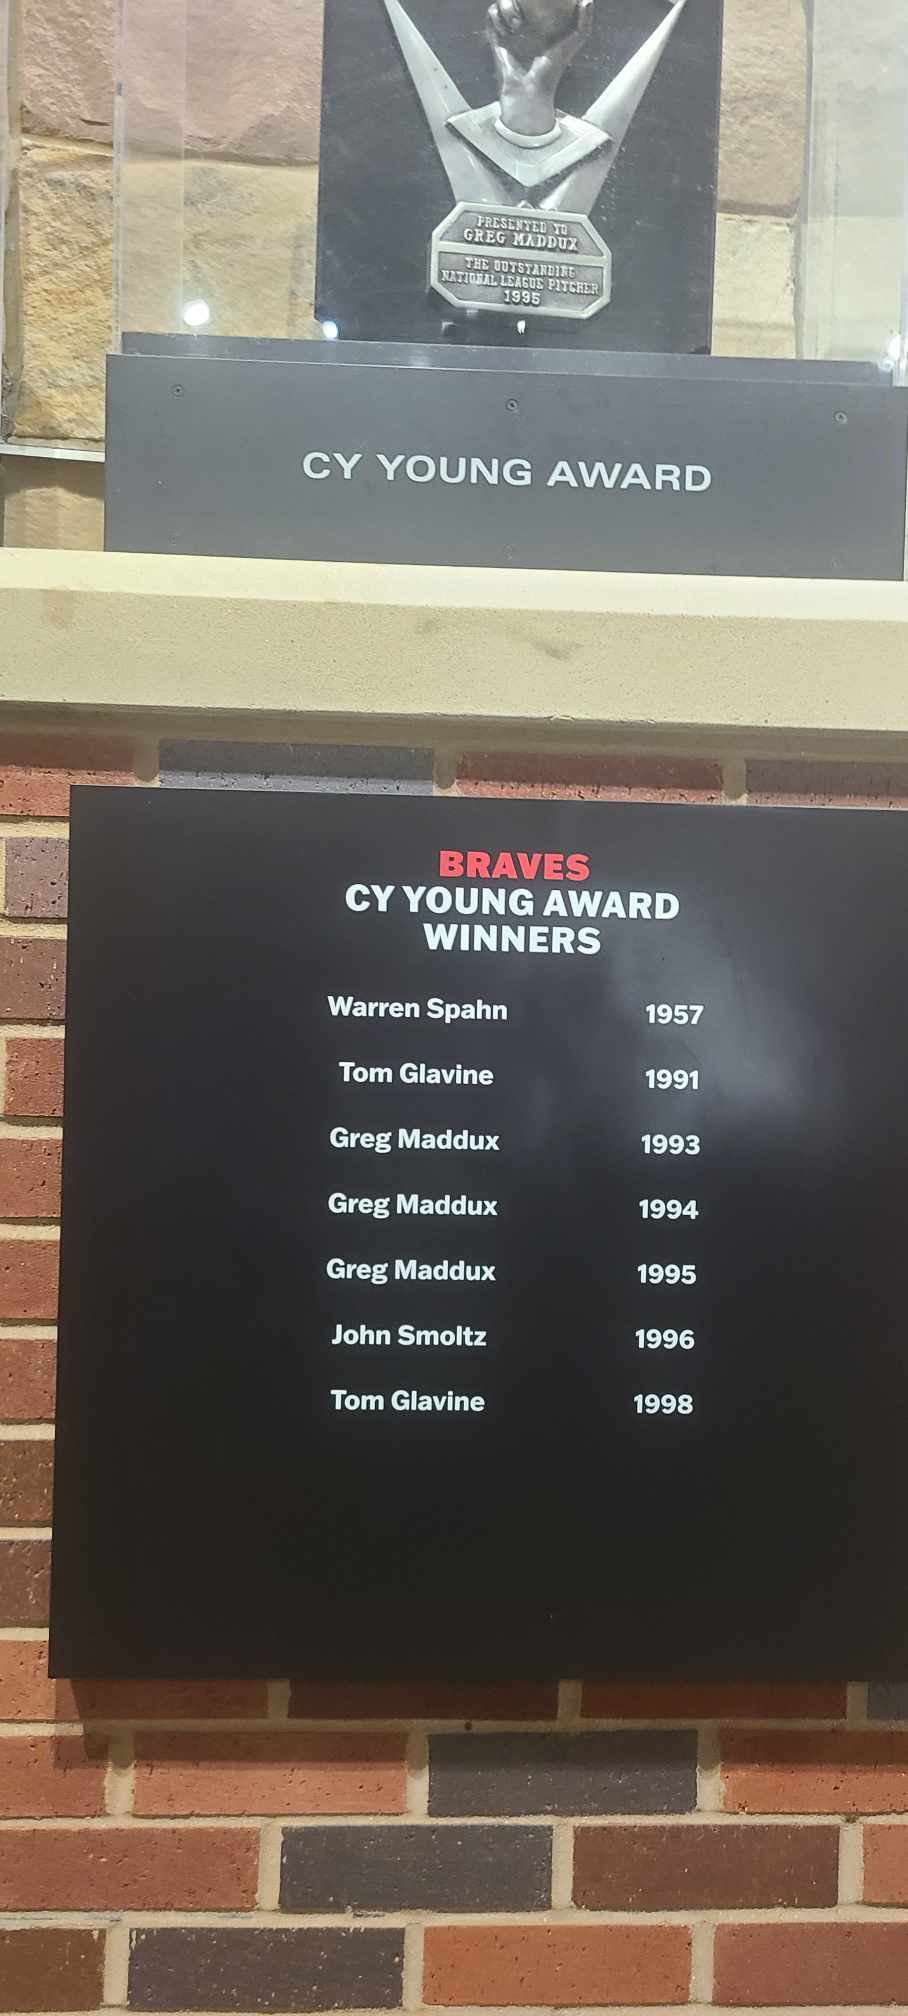 PRESENTED TO
GREG MADDUX
THE OUTSTANDING
NATIONAL LEAGUE PITCHER
1995
CY YOUNG AWARD
BRAVES
CY YOUNG AWARD
WINNERS
Warren Spahn 1957
Tom Glavine 1991
Greg Maddux 1993
Greg Maddux 1994
Greg Maddux 1995
John Smoltz 1996
Tom Glavine 1998